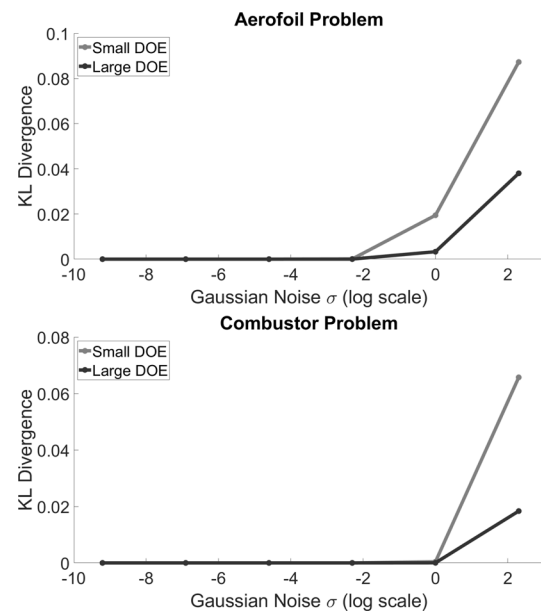 Aerofoil Problem
Small DOE
Large DOE
KL Divergence
0.1
0.08
0.06
0.04
0.02
0
-10 -8 -6 -4 -2 0 2
Gaussian Noise σ (log scale)
Combustor Problem
Small DOE
Large DOE
KL Divergence
0.08
0.06
0.04
0.02
0
-10 -8 -6 -4 -2 0 2
Gaussian Noise σ (log scale)